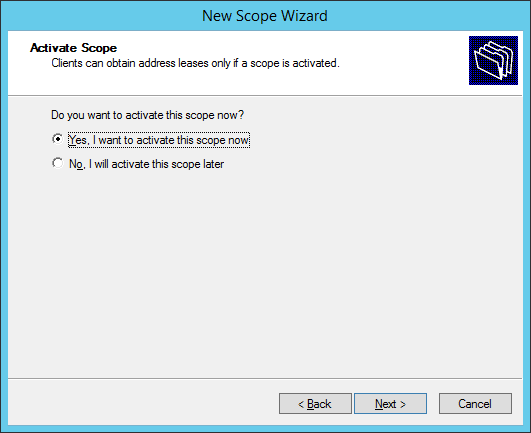 New Scope Wizard
Activate Scope
Clients can obtain address leases only if a scope is activated.
Do you want to activate this scope now?
Yes, I want to activate this scope now
No, I will activate this scope later
< Back
Next >
Cancel